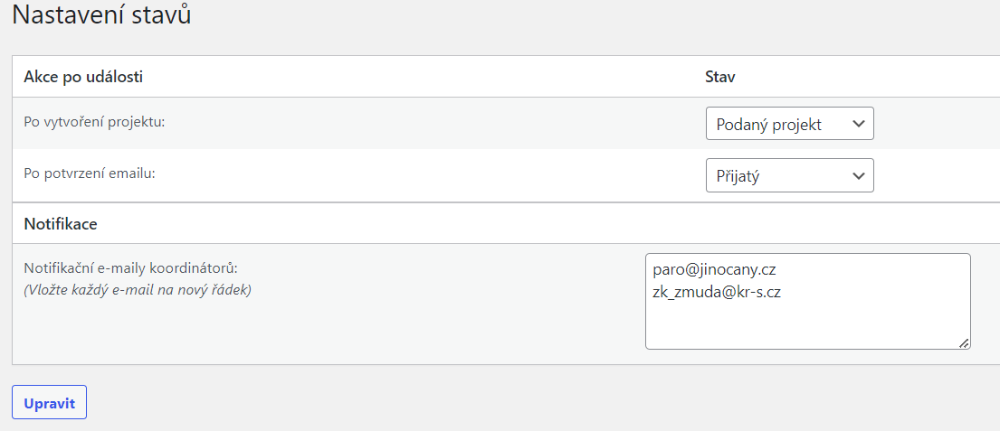 Nastavení stavů
Akce po události Stav
Po vytvoření projektu: Podaný projekt
Po potvrzení emailu: Přijatý
Notifikace
Notifikační e-maily koordinátorů:
(Vložte každý e-mail na nový řádek)
paro@jinocany.cz
zk_zmuda@kr-s.cz
Upravit